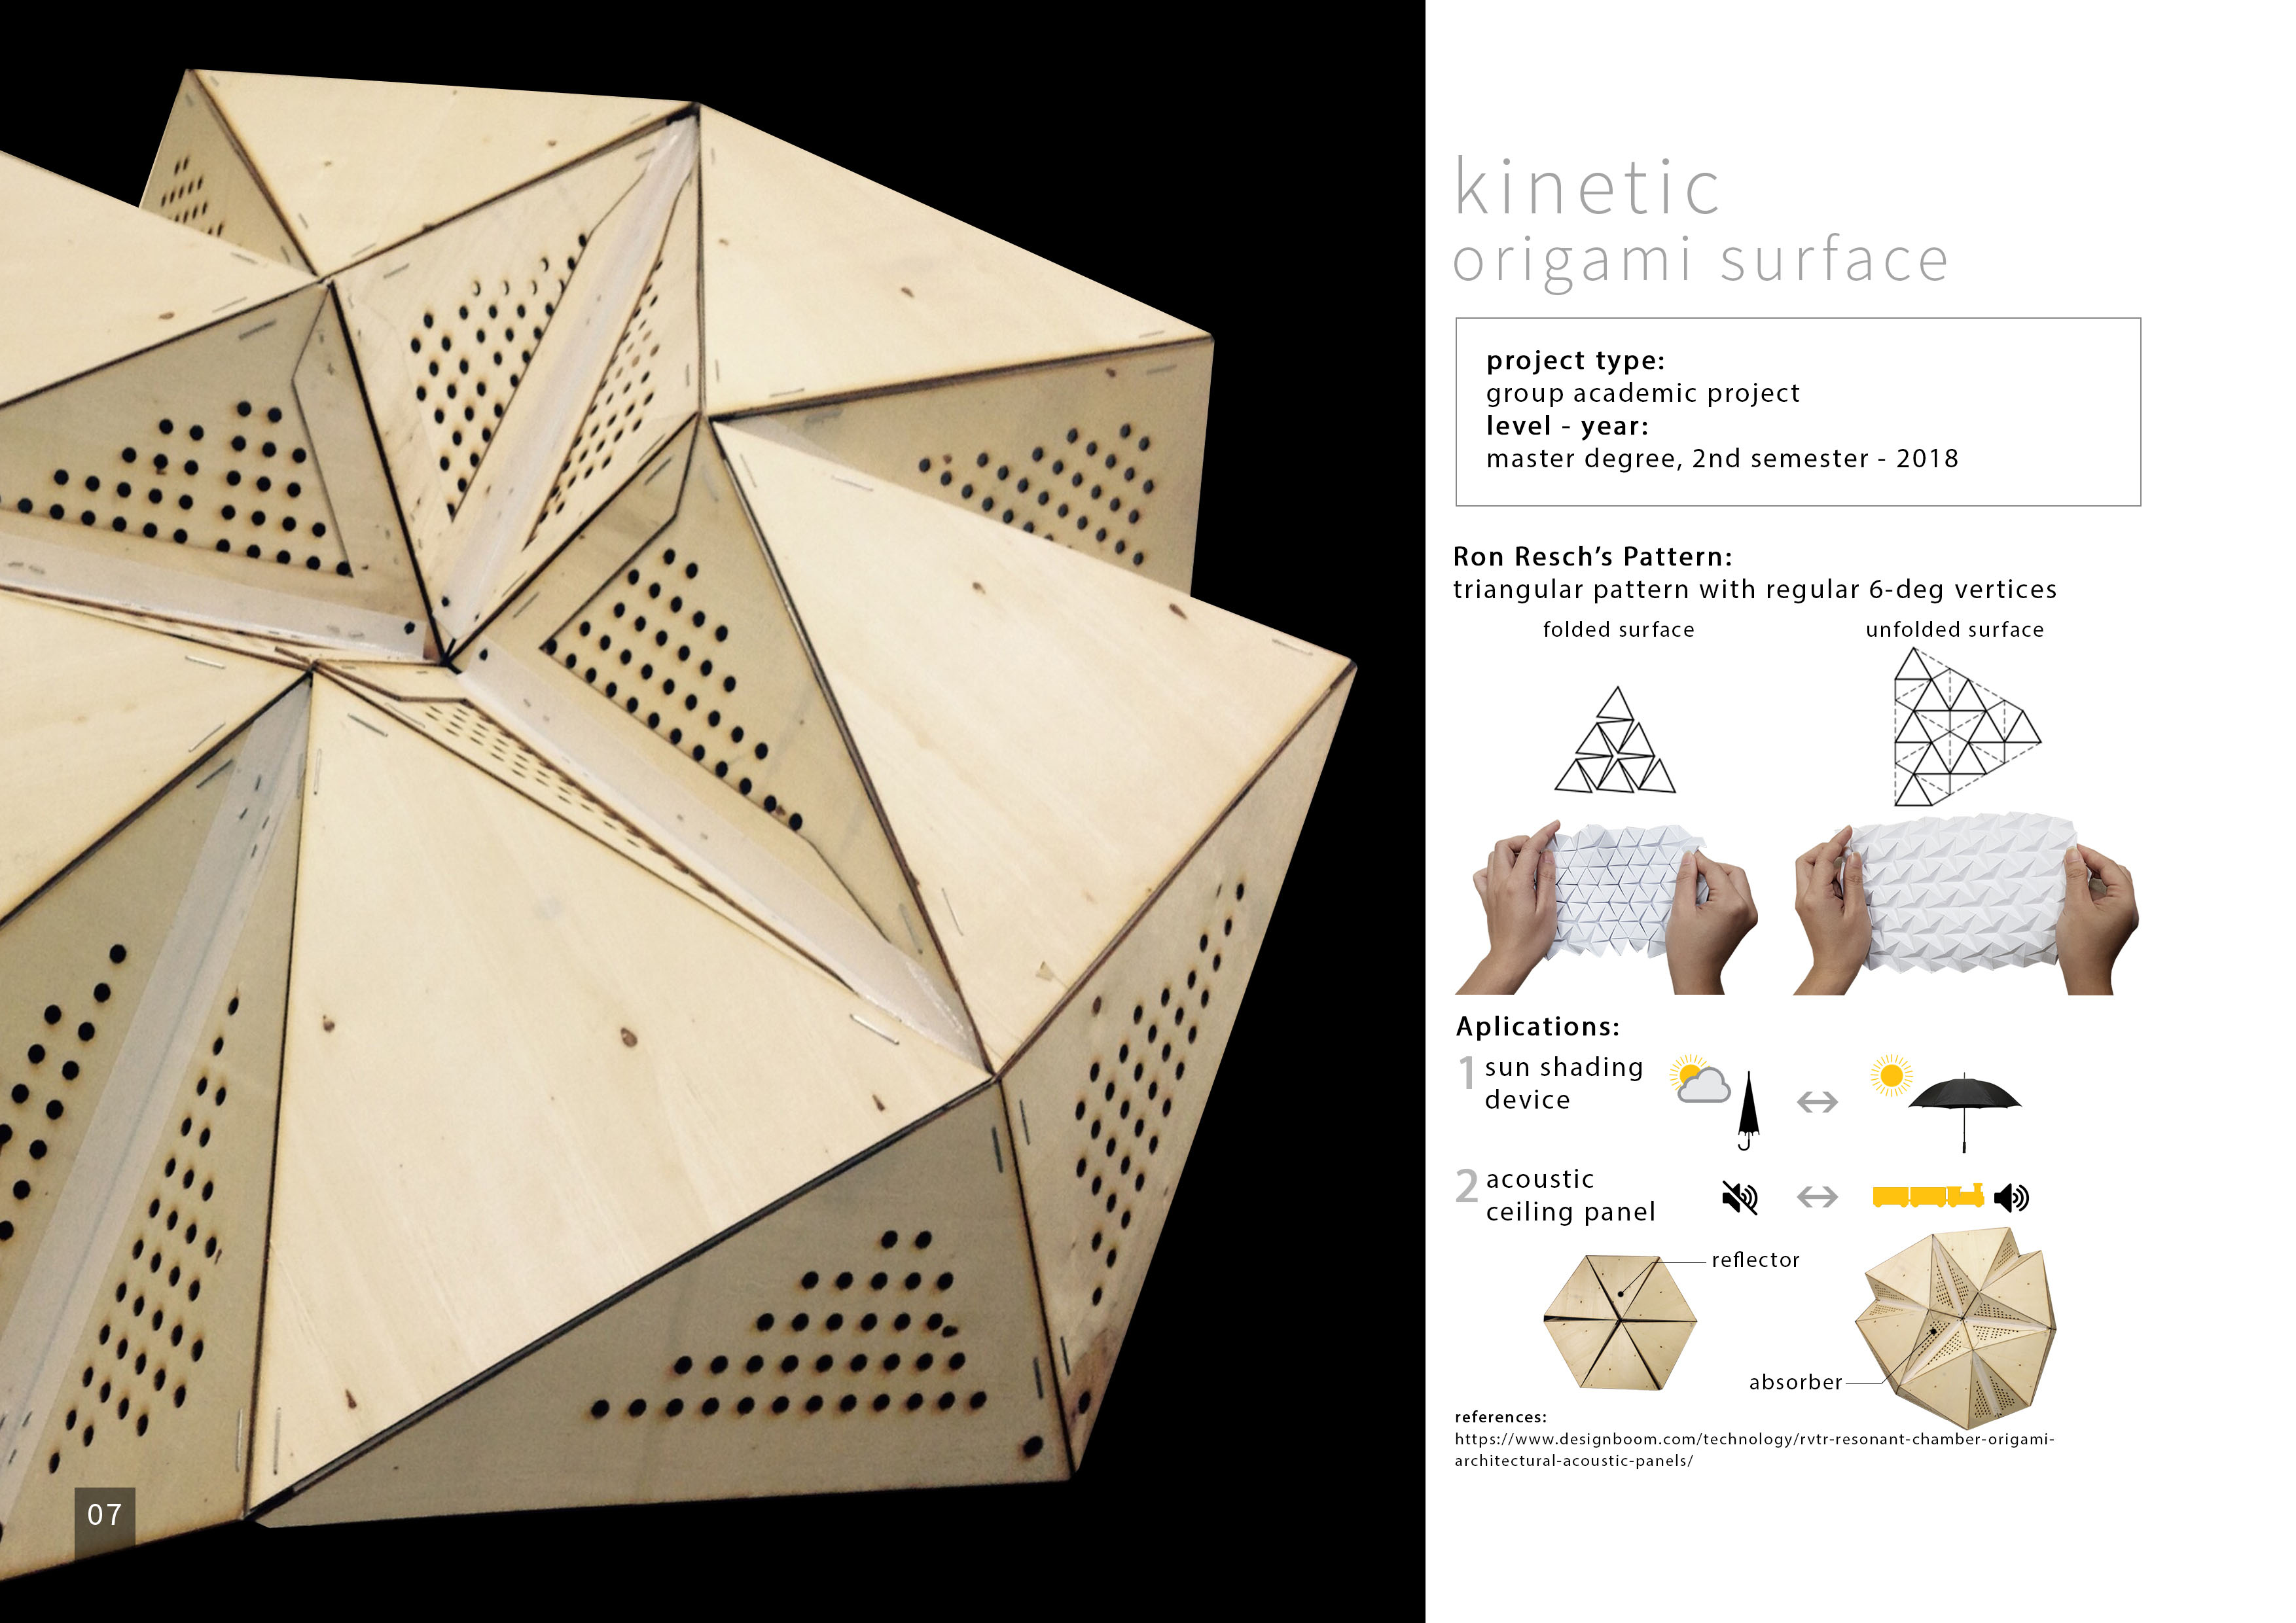 kinetic
origami surface
project type:
group academic project
level - year:
master degree, 2nd semester - 2018
Ron Resch’s Pattern:
triangular pattern with regular 6-deg vertices
folded surface
unfolded surface
Aplications:
1 sun shading
device
2 acoustic
ceiling panel
reflector
absorber
references:
https://www.designboom.com/technology/rvtr-resonant-chamber-origami-
architectural-acoustic-panels/
07